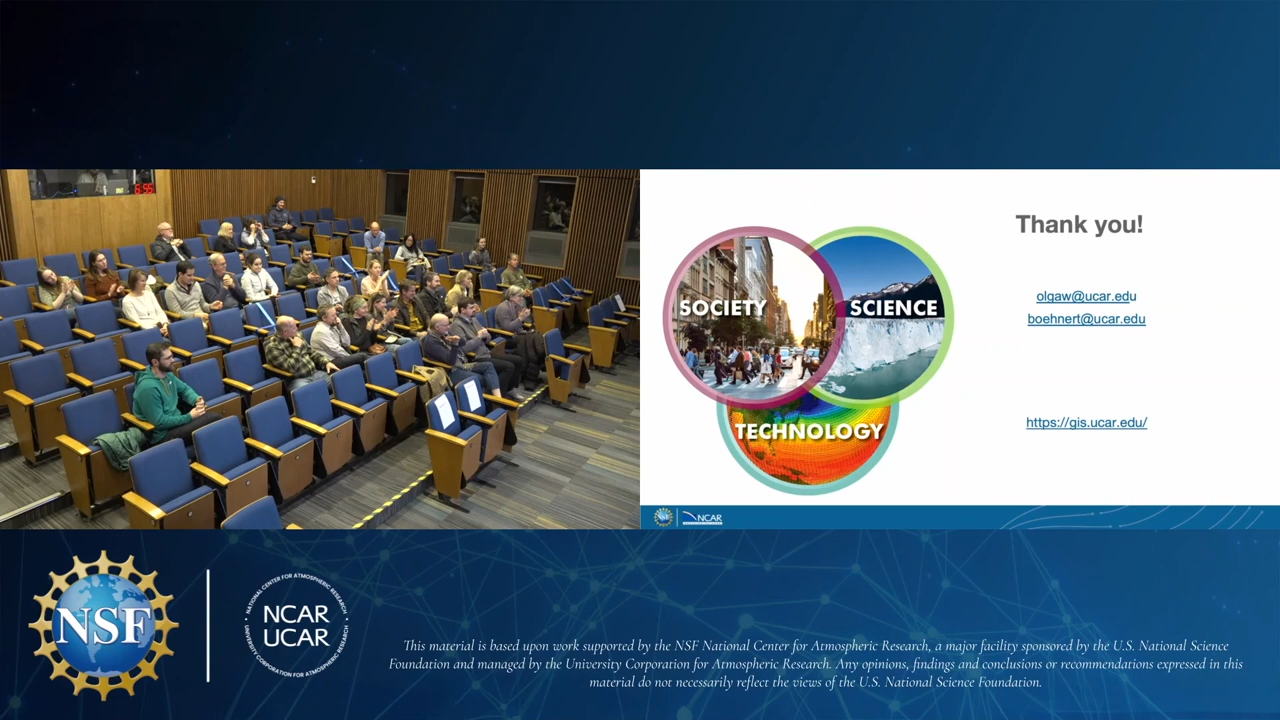 6:55
Thank you!
SOCIETY
SCIENCE
olgaw@ucar.edu
boehnert@ucar.edu
https://gis.ucar.edu/
TECHNOLOGY
NCAR
NSF
NATIONAL CENTER FOR ATMOSPHERIC RESEARCH
NCAR
UCAR
UNIVERSITY CORPORATION FOR ATMOSPHERIC RESEARCH
This material is based upon work supported by the NSF National Center for Atmospheric Research, a major facility sponsored by the U.S. National Science
Foundation and managed by the University Corporation for Atmospheric Research. Any opinions, findings and conclusions or recommendations expressed in this
material do not necessarily reflect the views of the U.S. National Science Foundation.